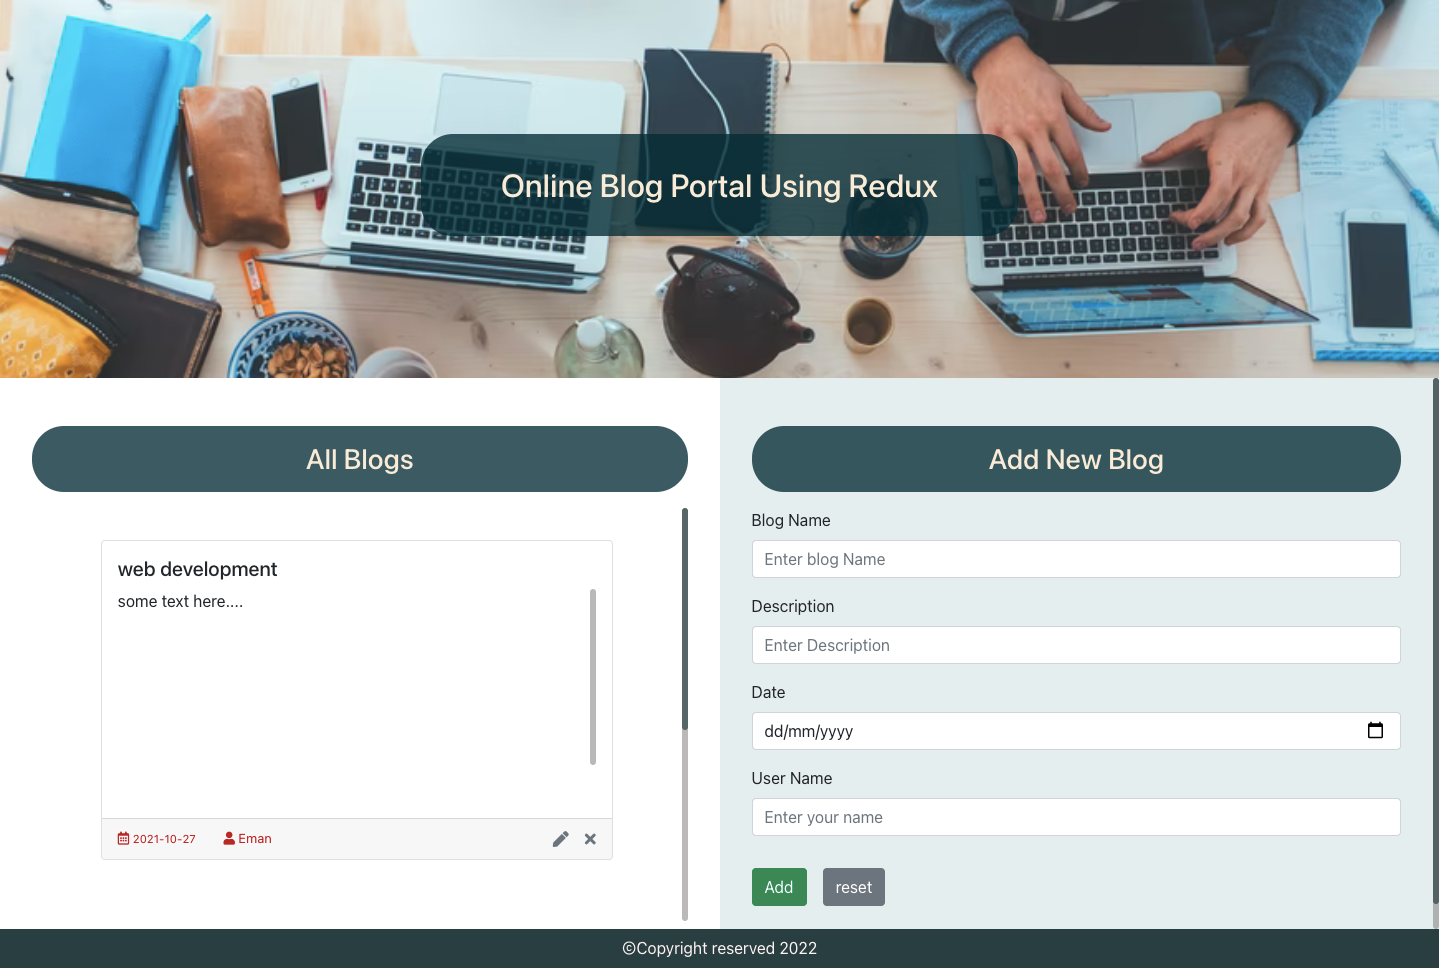 Online Blog Portal Using Redux
All Blogs
web development
some text here....
2021-10-27 Eman
Add New Blog
Blog Name
Enter blog Name
Description
Enter Description
Date
dd/mm/yyyy
User Name
Enter your name
Add reset
©Copyright reserved 2022